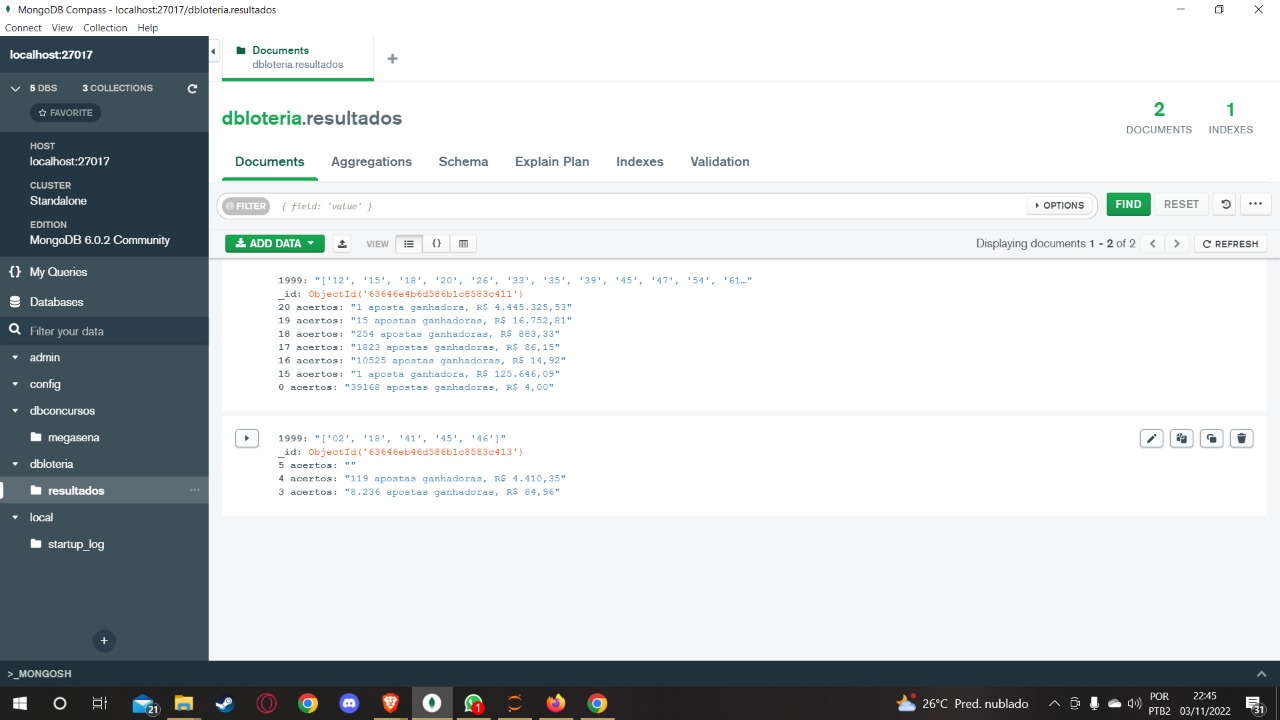 MongoDB Compass - localhost:27017/dbloteria.resultados
Connect View Collection Help
localhost:27017
5 DBS 3 COLLECTIONS
FAVORITE
HOST
localhost:27017
CLUSTER
Standalone
EDITION
MongoDB 6.0.2 Community
{} My Queries
Databases
Filter your data
admin
config
dbconcursos
megasena
dbloteria
resultados
local
startup_log
+
>_MONGOSH
Documents
dbloteria.resultados
+
dbloteria.resultados
2
DOCUMENTS
1
INDEXES
Documents Aggregations Schema Explain Plan Indexes Validation
FILTER { field: 'value' } OPTIONS FIND RESET ...
ADD DATA VIEW {} Displaying documents 1 - 2 of 2 < > REFRESH
1999: "['12', '15', '18', '20', '26', '33', '35', '39', '45', '47', '54', '61…"
_id: ObjectId('63646e4b6d586b1c8583c411')
20 acertos: "1 aposta ganhadora, R$ 4.445.325,53"
19 acertos: "15 apostas ganhadoras, R$ 16.752,81"
18 acertos: "254 apostas ganhadoras, R$ 883,33"
17 acertos: "1823 apostas ganhadoras, R$ 86,15"
16 acertos: "10525 apostas ganhadoras, R$ 14,92"
15 acertos: "1 aposta ganhadora, R$ 125.646,09"
0 acertos: "39168 apostas ganhadoras, R$ 4,00"
1999: "['02', '18', '41', '45', '46']"
_id: ObjectId('63646eb46d586b1c8583c413')
5 acertos: ""
4 acertos: "119 apostas ganhadoras, R$ 4.410,35"
3 acertos: "8.236 apostas ganhadoras, R$ 84,96"
21
1
26°C Pred. nublado
POR
PTB2
22:45
03/11/2022
31